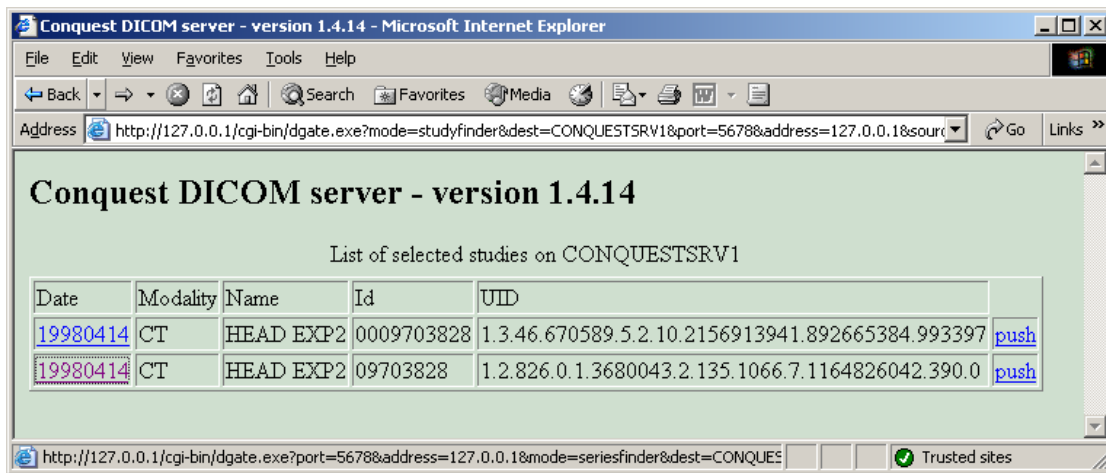 Conquest DICOM server - version 1.4.14 - Microsoft Internet Explorer
File Edit View Favorites Tools Help
Back Search Favorites Media
Address http://127.0.0.1/cgi-bin/dgate.exe?mode=studyfinder&dest=CONQUESTSRV1&port=5678&address=127.0.0.1&sourc Go Links »
Conquest DICOM server - version 1.4.14
List of selected studies on CONQUESTSRV1
Date Modality Name Id UID
19980414 CT HEAD EXP2 0009703828 1.3.46.670589.5.2.10.2156913941.892665384.993397 push
19980414 CT HEAD EXP2 09703828 1.2.826.0.1.3680043.2.135.1066.7.1164826042.390.0 push
http://127.0.0.1/cgi-bin/dgate.exe?port=5678&address=127.0.0.1&mode=seriesfinder&dest=CONQUES Trusted sites